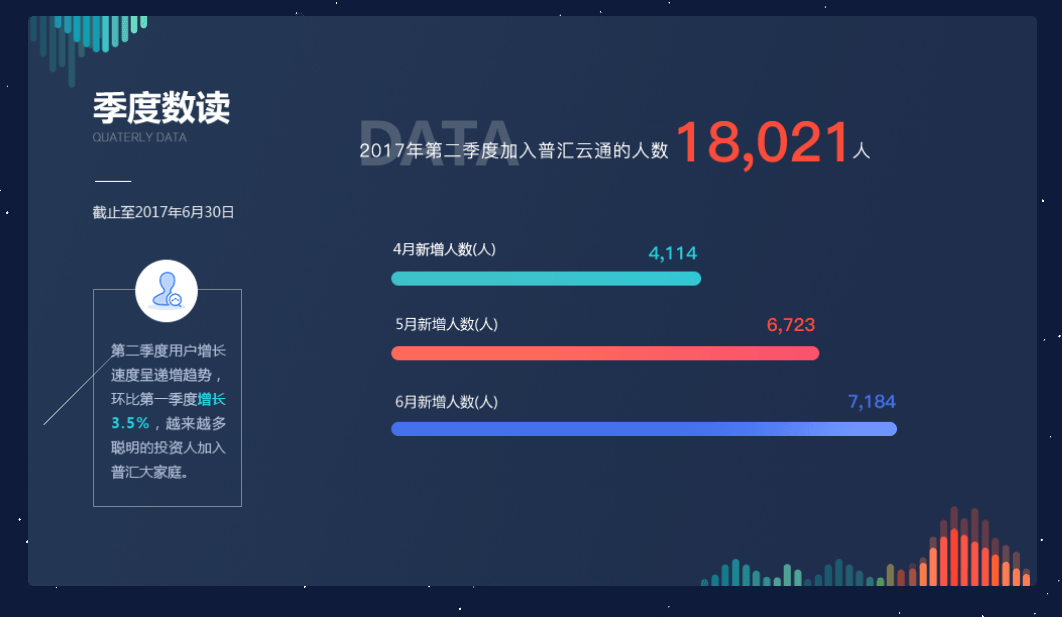 季度数读
QUATERLY DATA
截止至2017年6月30日
第二季度用户增长
速度呈递增趋势，
环比第一季度增长
3.5%，越来越多
聪明的投资人加入
普汇大家庭。
DATA
2017年第二季度加入普汇云通的人数 18,021人
4月新增人数(人) 4,114
5月新增人数(人) 6,723
6月新增人数(人) 7,184